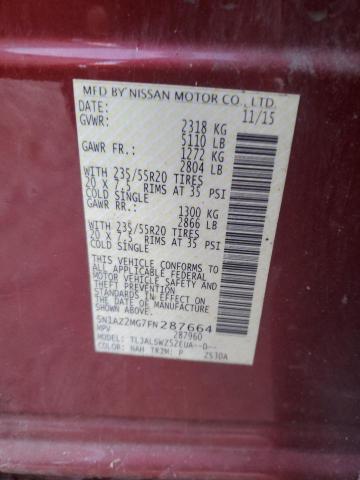 MFD BY NISSAN MOTOR CO., LTD.
DATE: 11/15
GVWR: 2318 KG
5110 LB
GAWR FR.: 1272 KG
2804 LB
WITH 235/55R20 TIRES
20 x 7.5 RIMS AT 35 PSI
COLD SINGLE
GAWR RR.: 1300 KG
2866 LB
WITH 235/55R20 TIRES
20 x 7.5 RIMS AT 35 PSI
COLD SINGLE
THIS VEHICLE CONFORMS TO ALL
APPLICABLE FEDERAL
MOTOR VEHICLE SAFETY AND
THEFT PREVENTION
STANDARDS IN EFFECT ON THE
DATE OF MANUFACTURE
SHOWN ABOVE.
5N1AZ2MG7FN287664
MPV 287960
MODEL: TLJALSWZ52EUA--D--
COLOR: NAH TRIM: P ZS30A